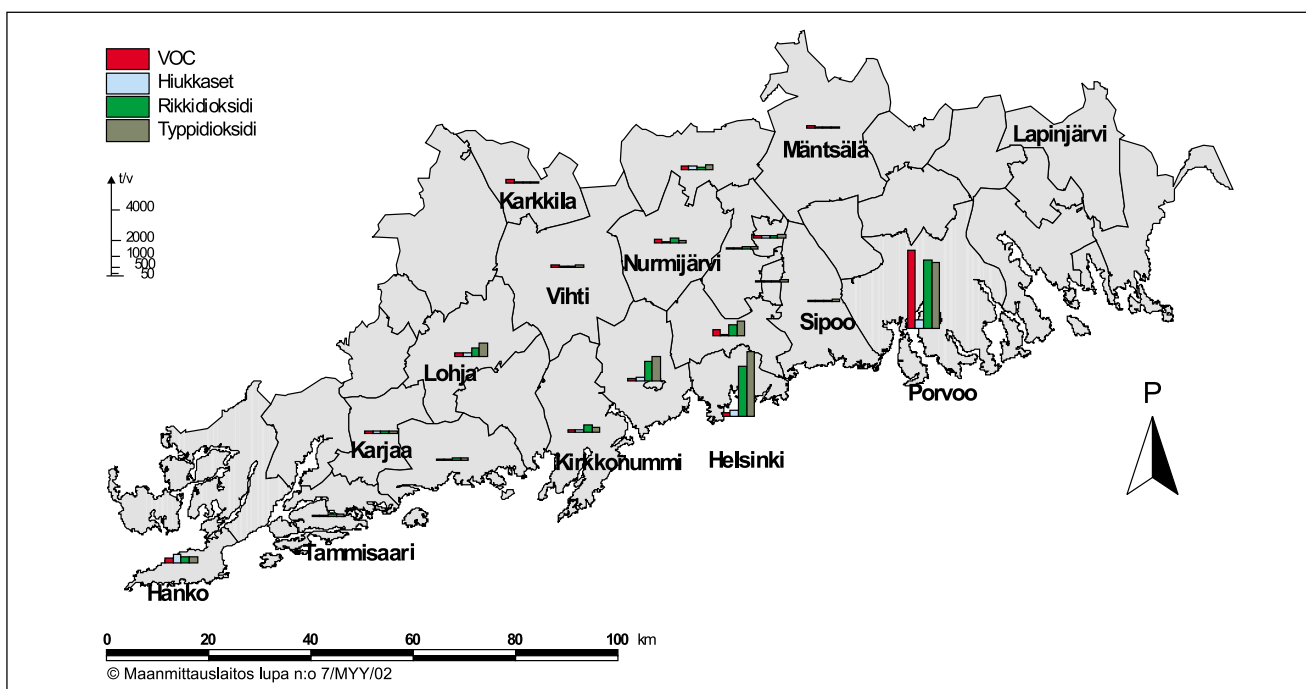 VOC
Hiukkaset
Rikkidioksidi
Typpidioksidi
t/v
4000
2000
1000
500
50
Lapinjärvi
Mäntsälä
Karkkila
Nurmijärvi
Vihti
Sipoo
Lohja
Porvoo
P
Karjaa
Kirkkonummi
Helsinki
Tammisaari
Hanko
0 20 40 60 80 100 km
© Maanmittauslaitos lupa n:o 7/MYY/02